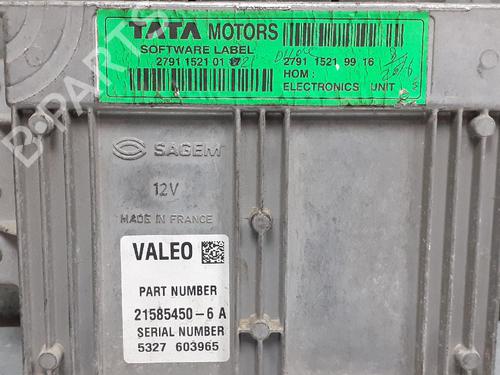 TATA MOTORS
SOFTWARE LABEL
2791 1521 01
2791 1521 99 16
HOM :
ELECTRONICS UNIT
SAGEM
12V
MADE IN FRANCE
VALEO
PART NUMBER
21585450-6 A
SERIAL NUMBER
5327 603965
B-PARTS